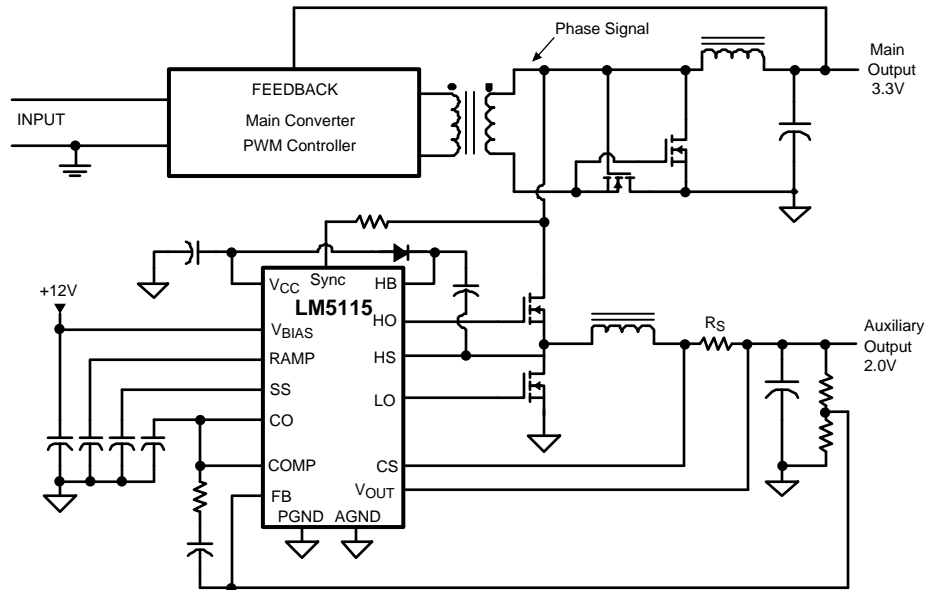 Phase Signal
Main
Output
3.3V
FEEDBACK
Main Converter
PWM Controller
INPUT
+12V
Sync
LM5115
VCC
HB
VBIAS
HO
RAMP
HS
SS
LO
CO
COMP
CS
FB
VOUT
PGND AGND
RS
Auxiliary
Output
2.0V